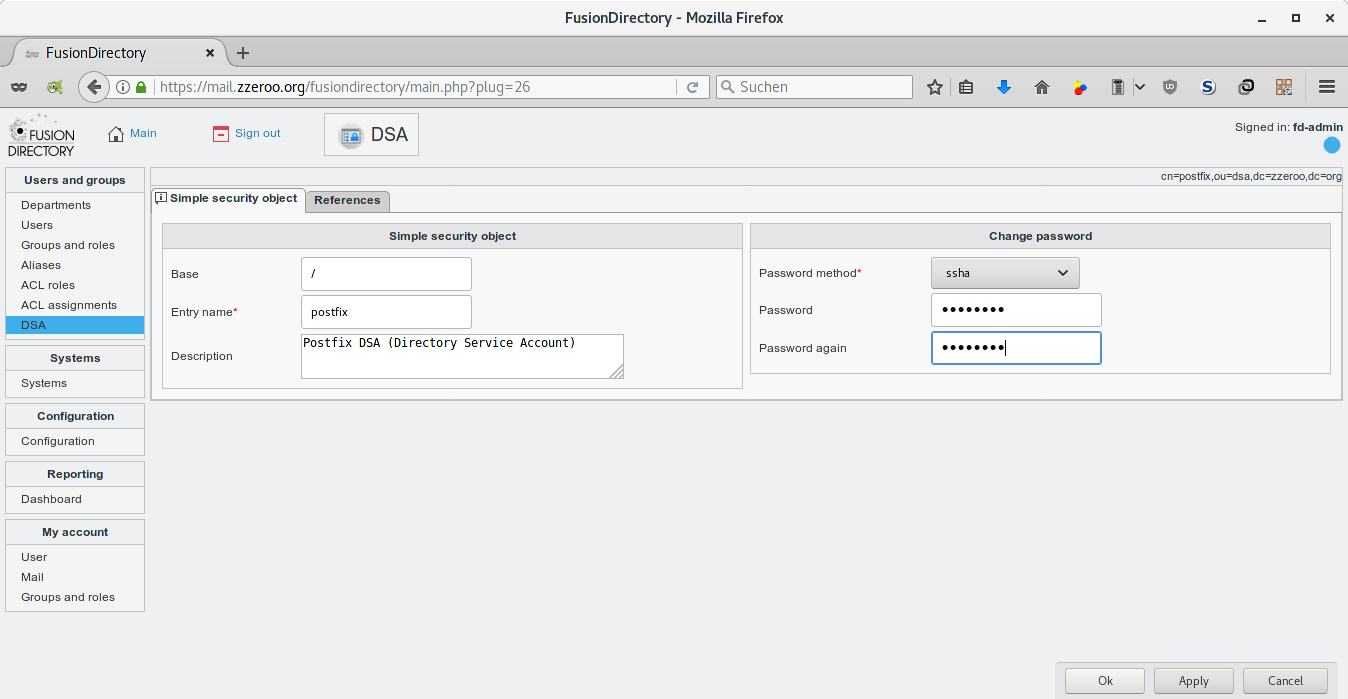 FusionDirectory - Mozilla Firefox
FusionDirectory
https://mail.zzeroo.org/fusiondirectory/main.php?plug=26
Suchen
FUSION
DIRECTORY
Main
Sign out
DSA
Signed in: fd-admin
Users and groups
Departments
Users
Groups and roles
Aliases
ACL roles
ACL assignments
DSA
Systems
Systems
Configuration
Configuration
Reporting
Dashboard
My account
User
Mail
Groups and roles
cn=postfix,ou=dsa,dc=zzeroo,dc=org
Simple security object
References
Simple security object
Base
/
Entry name*
postfix
Description
Postfix DSA (Directory Service Account)
Change password
Password method*
ssha
Password
••••••••
Password again
••••••••
Ok
Apply
Cancel